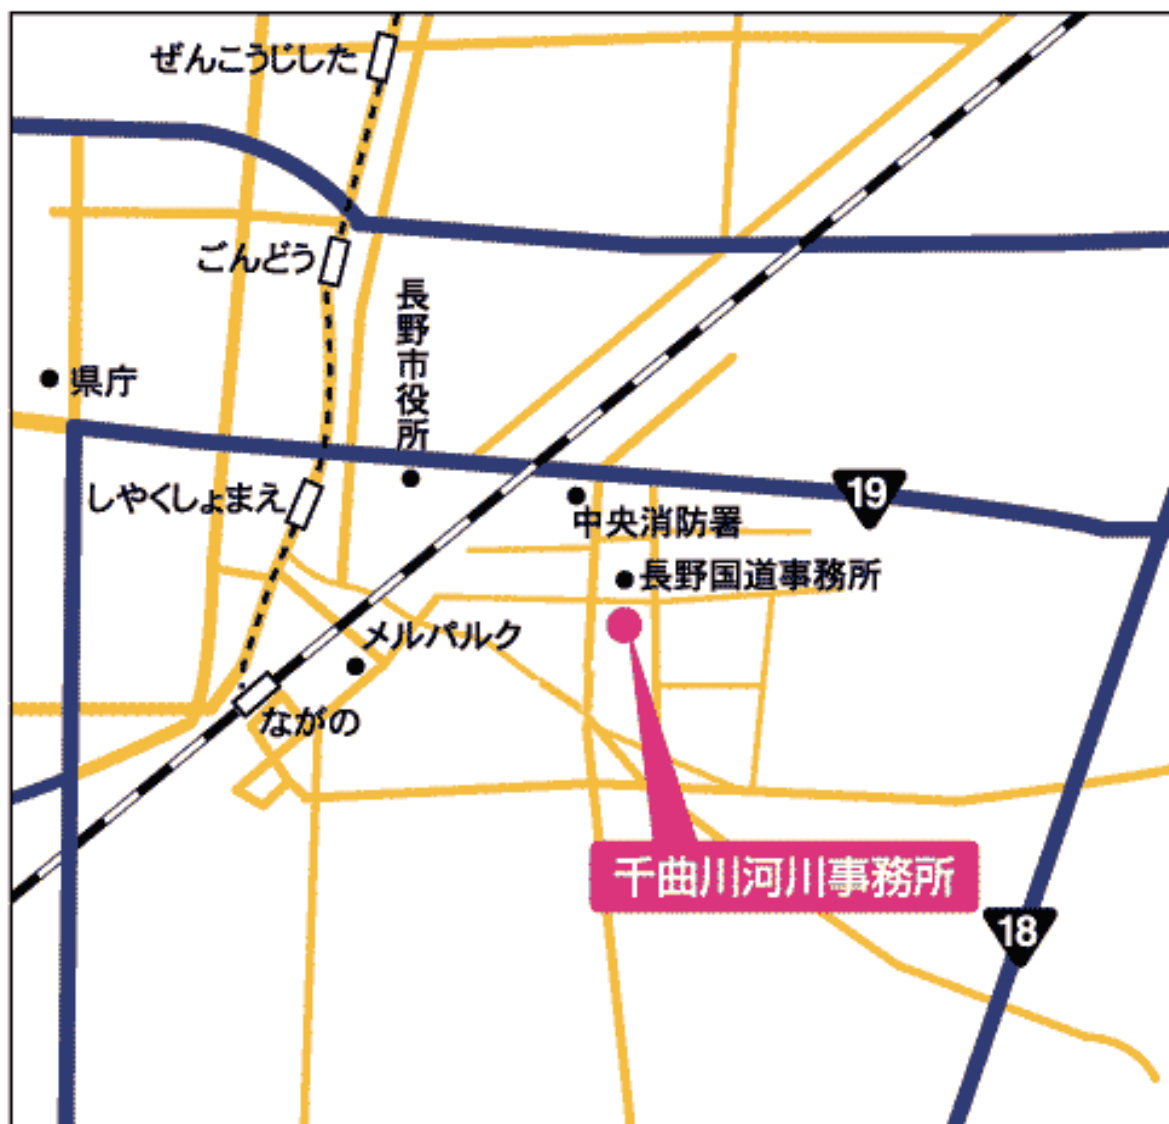 ぜんこうじした
ごんどう
長野市役所
県庁
しやくしょまえ
19
中央消防署
長野国道事務所
メルパルク
ながの
千曲川河川事務所
18